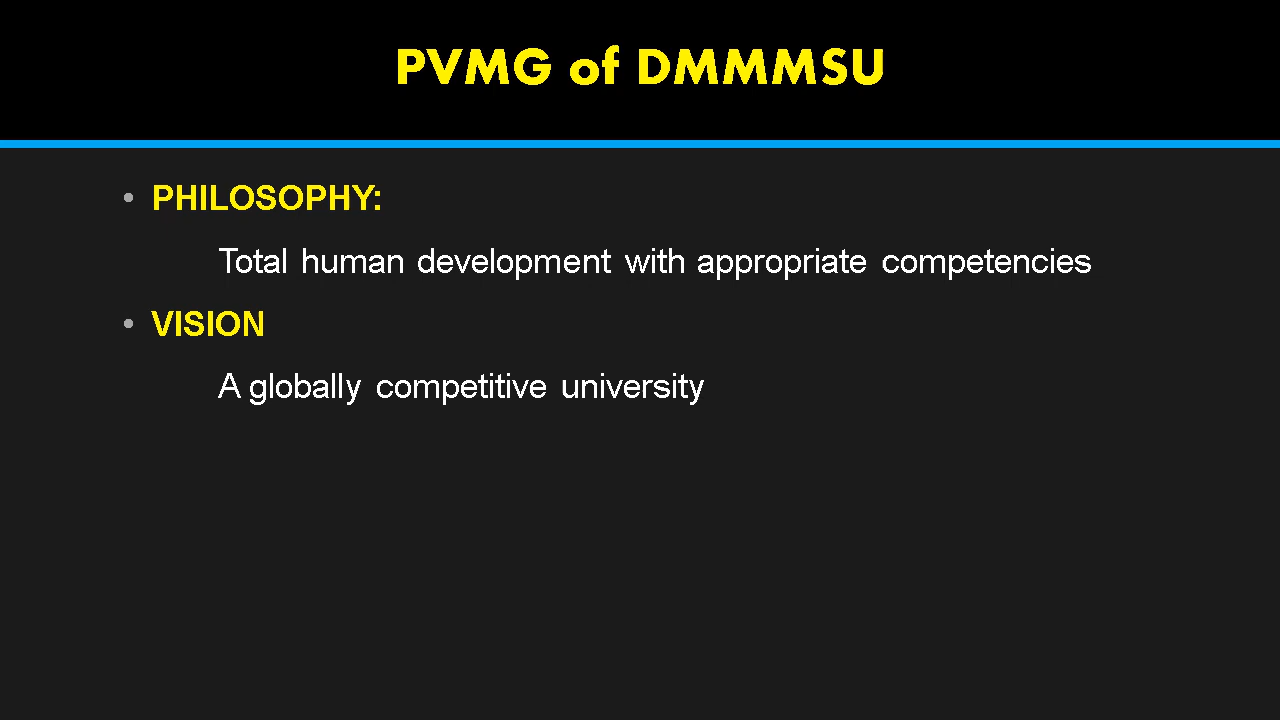 PVMG of DMMMSU
• PHILOSOPHY:
Total human development with appropriate competencies
• VISION
A globally competitive university